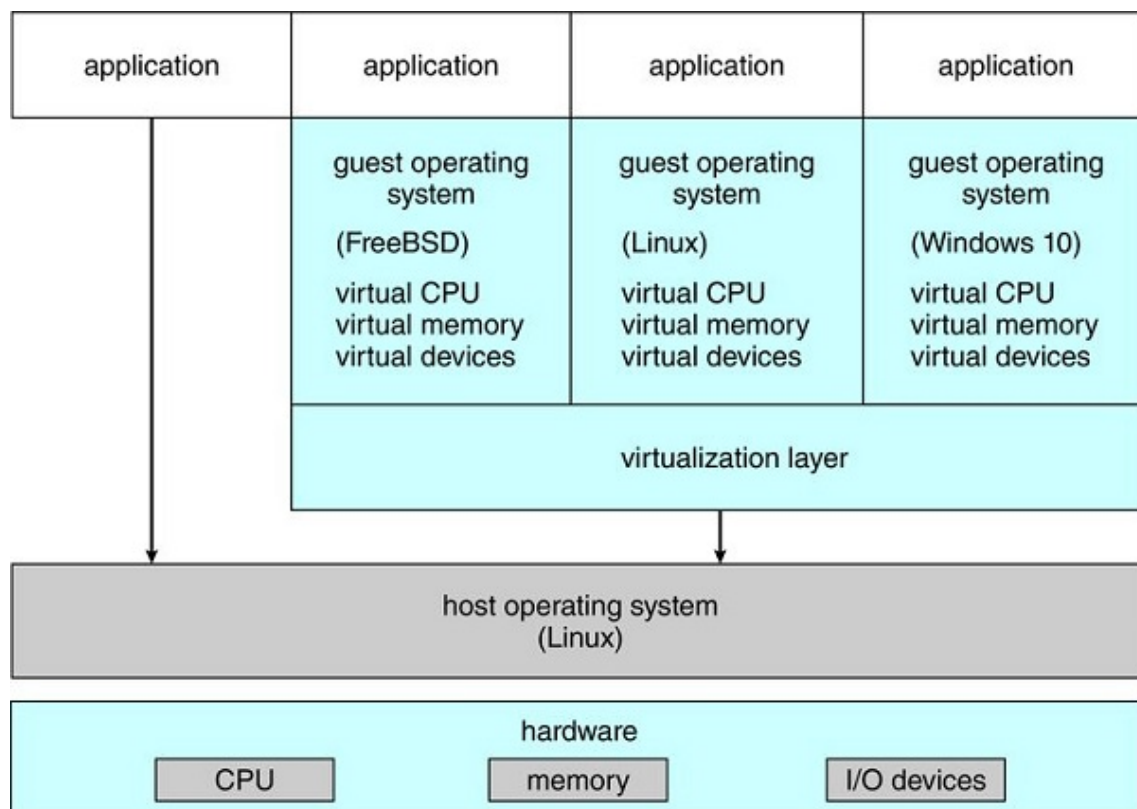 application
application
application
application
guest operating
system
(FreeBSD)
virtual CPU
virtual memory
virtual devices
guest operating
system
(Linux)
virtual CPU
virtual memory
virtual devices
guest operating
system
(Windows 10)
virtual CPU
virtual memory
virtual devices
virtualization layer
host operating system
(Linux)
hardware
CPU
memory
I/O devices